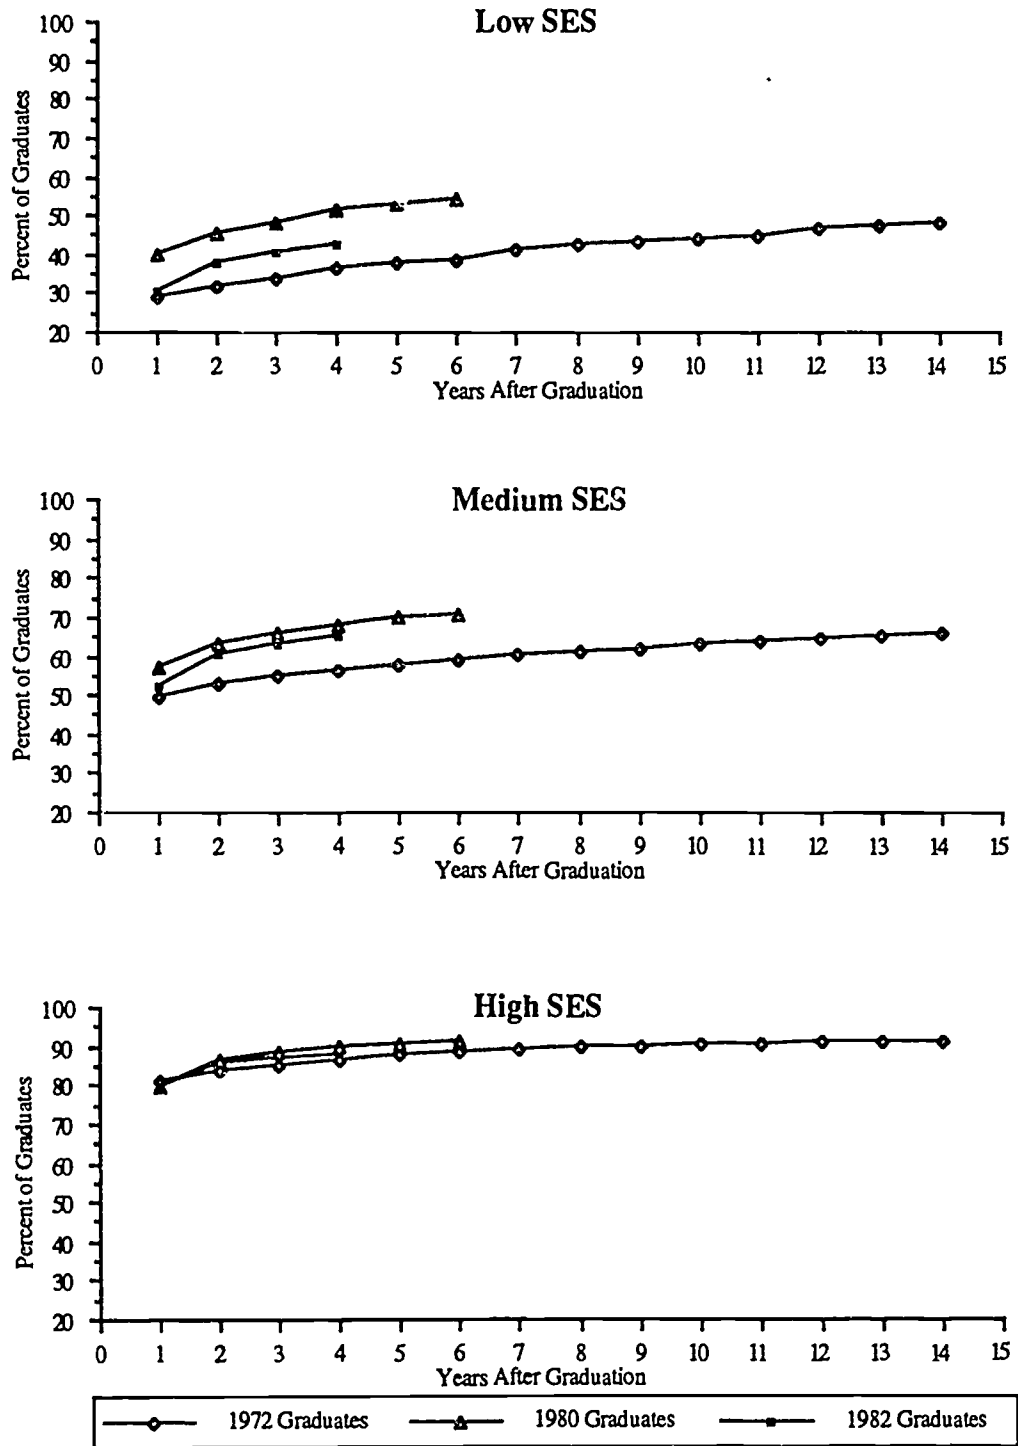 Low SES
Percent of Graduates
100
90
80
70
60
50
40
30
20
0 1 2 3 4 5 6 7 8 9 10 11 12 13 14 15
Years After Graduation
Medium SES
Percent of Graduates
100
90
80
70
60
50
40
30
20
0 1 2 3 4 5 6 7 8 9 10 11 12 13 14 15
Years After Graduation
High SES
Percent of Graduates
100
90
80
70
60
50
40
30
20
0 1 2 3 4 5 6 7 8 9 10 11 12 13 14 15
Years After Graduation
1972 Graduates 1980 Graduates 1982 Graduates